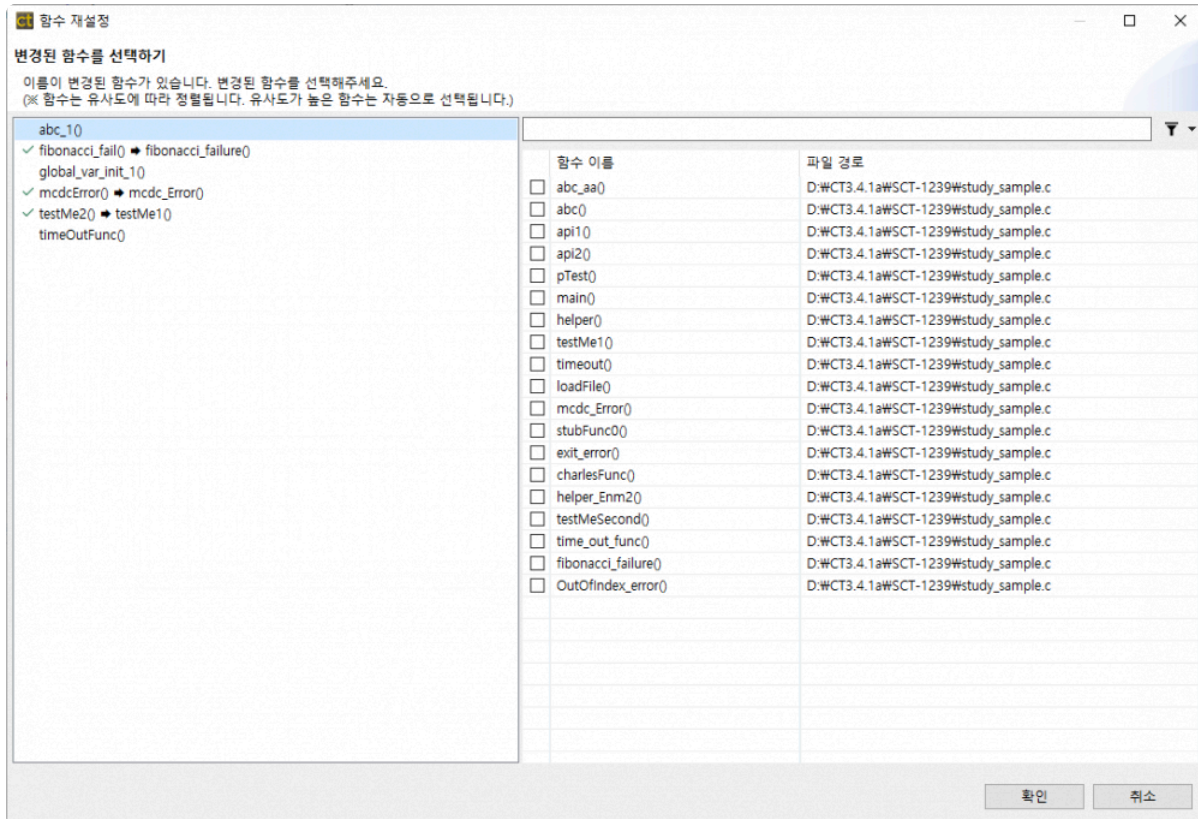 ct 함수 재설정
변경된 함수를 선택하기
이름이 변경된 함수가 있습니다. 변경된 함수를 선택해주세요.
(※ 함수는 유사도에 따라 정렬됩니다. 유사도가 높은 함수는 자동으로 선택됩니다.)
abc_1()
✓ fibonacci_fail() ➡ fibonacci_failure()
global_var_init_1()
✓ mcdcError() ➡ mcdc_Error()
✓ testMe2() ➡ testMe1()
timeOutFunc()
함수 이름 파일 경로
abc_aa() D:₩CT3.4.1a₩SCT-1239₩study_sample.c
abc() D:₩CT3.4.1a₩SCT-1239₩study_sample.c
api1() D:₩CT3.4.1a₩SCT-1239₩study_sample.c
api2() D:₩CT3.4.1a₩SCT-1239₩study_sample.c
pTest() D:₩CT3.4.1a₩SCT-1239₩study_sample.c
main() D:₩CT3.4.1a₩SCT-1239₩study_sample.c
helper() D:₩CT3.4.1a₩SCT-1239₩study_sample.c
testMe1() D:₩CT3.4.1a₩SCT-1239₩study_sample.c
timeout() D:₩CT3.4.1a₩SCT-1239₩study_sample.c
loadFile() D:₩CT3.4.1a₩SCT-1239₩study_sample.c
mcdc_Error() D:₩CT3.4.1a₩SCT-1239₩study_sample.c
stubFunc0() D:₩CT3.4.1a₩SCT-1239₩study_sample.c
exit_error() D:₩CT3.4.1a₩SCT-1239₩study_sample.c
charlesFunc() D:₩CT3.4.1a₩SCT-1239₩study_sample.c
helper_Enm2() D:₩CT3.4.1a₩SCT-1239₩study_sample.c
testMeSecond() D:₩CT3.4.1a₩SCT-1239₩study_sample.c
time_out_func() D:₩CT3.4.1a₩SCT-1239₩study_sample.c
fibonacci_failure() D:₩CT3.4.1a₩SCT-1239₩study_sample.c
OutOfIndex_error() D:₩CT3.4.1a₩SCT-1239₩study_sample.c
확인 취소